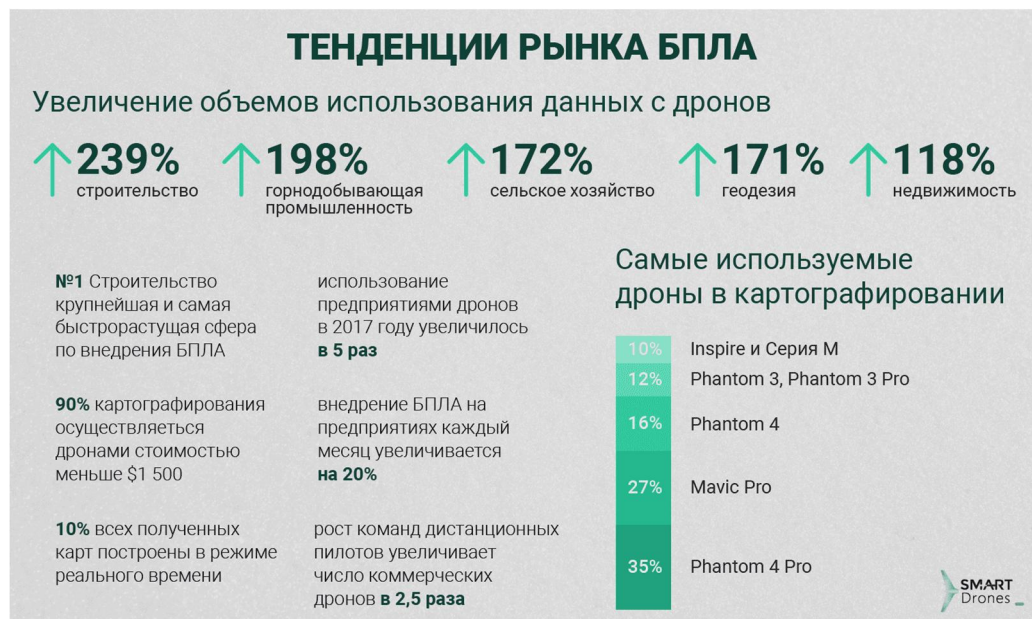 ТЕНДЕНЦИИ РЫНКА БПЛА
Увеличение объемов использования данных с дронов
239%
строительство
198%
горнодобывающая
промышленность
172%
сельское хозяйство
171%
геодезия
118%
недвижимость
№1 Строительство
крупнейшая и самая
быстрорастущая сфера
по внедрения БПЛА
использование
предприятиями дронов
в 2017 году увеличилось
в 5 раз
90% картографирования
осуществляеться
дронами стоимостью
меньше $1 500
внедрение БПЛА на
предприятиях каждый
месяц увеличивается
на 20%
10% всех полученных
карт построены в режиме
реального времени
рост команд дистанционных
пилотов увеличивает
число коммерческих
дронов в 2,5 раза
Самые используемые
дроны в картографировании
10% Inspire и Серия М
12% Phantom 3, Phantom 3 Pro
16% Phantom 4
27% Mavic Pro
35% Phantom 4 Pro
SMART
Drones